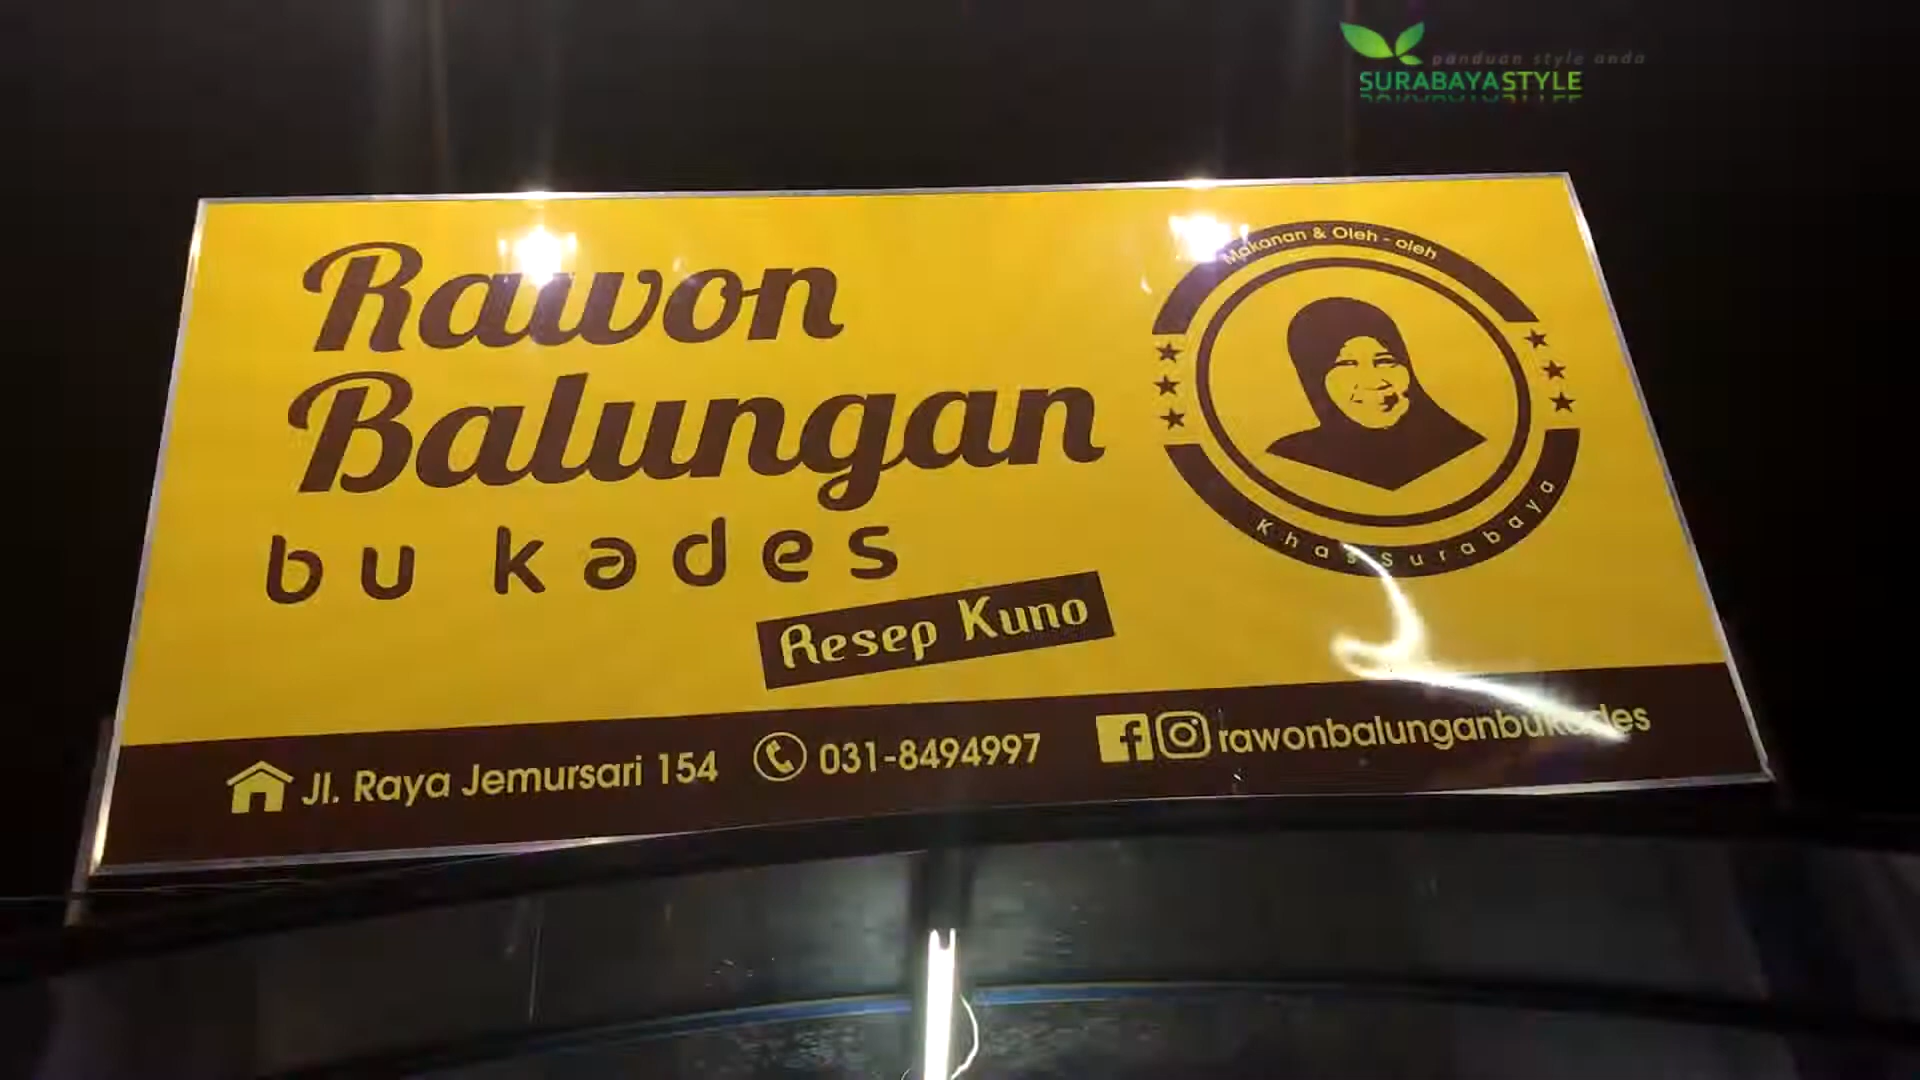 panduan style anda
SURABAYASTYLE
Rawon
Balungan
bu kades
Resep Kuno
Makanan & Oleh - oleh
Khas Surabaya
Jl. Raya Jemursari 154
031-8494997
rawonbalunganbukades